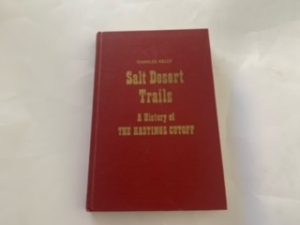 CHARLES KELLY
Salt Desert
Trails
A History of
THE HASTINGS CUTOFF